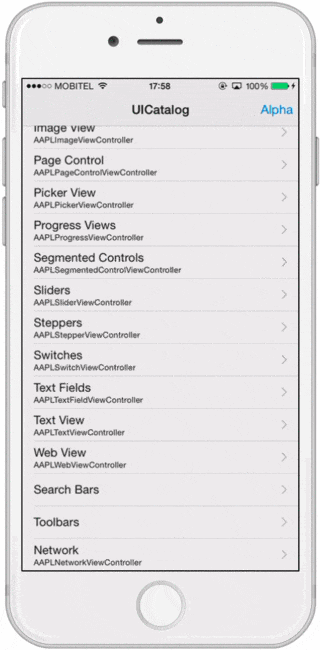 MOBITEL 17:58 100%
UICatalog Alpha
Image View
AAPLImageViewController
Page Control
AAPLPageControlViewController
Picker View
AAPLPickerViewController
Progress Views
AAPLProgressViewController
Segmented Controls
AAPLSegmentedControlViewController
Sliders
AAPLSliderViewController
Steppers
AAPLStepperViewController
Switches
AAPLSwitchViewController
Text Fields
AAPLTextFieldViewController
Text View
AAPLTextViewController
Web View
AAPLWebViewController
Search Bars
Toolbars
Network
AAPLNetworkViewController